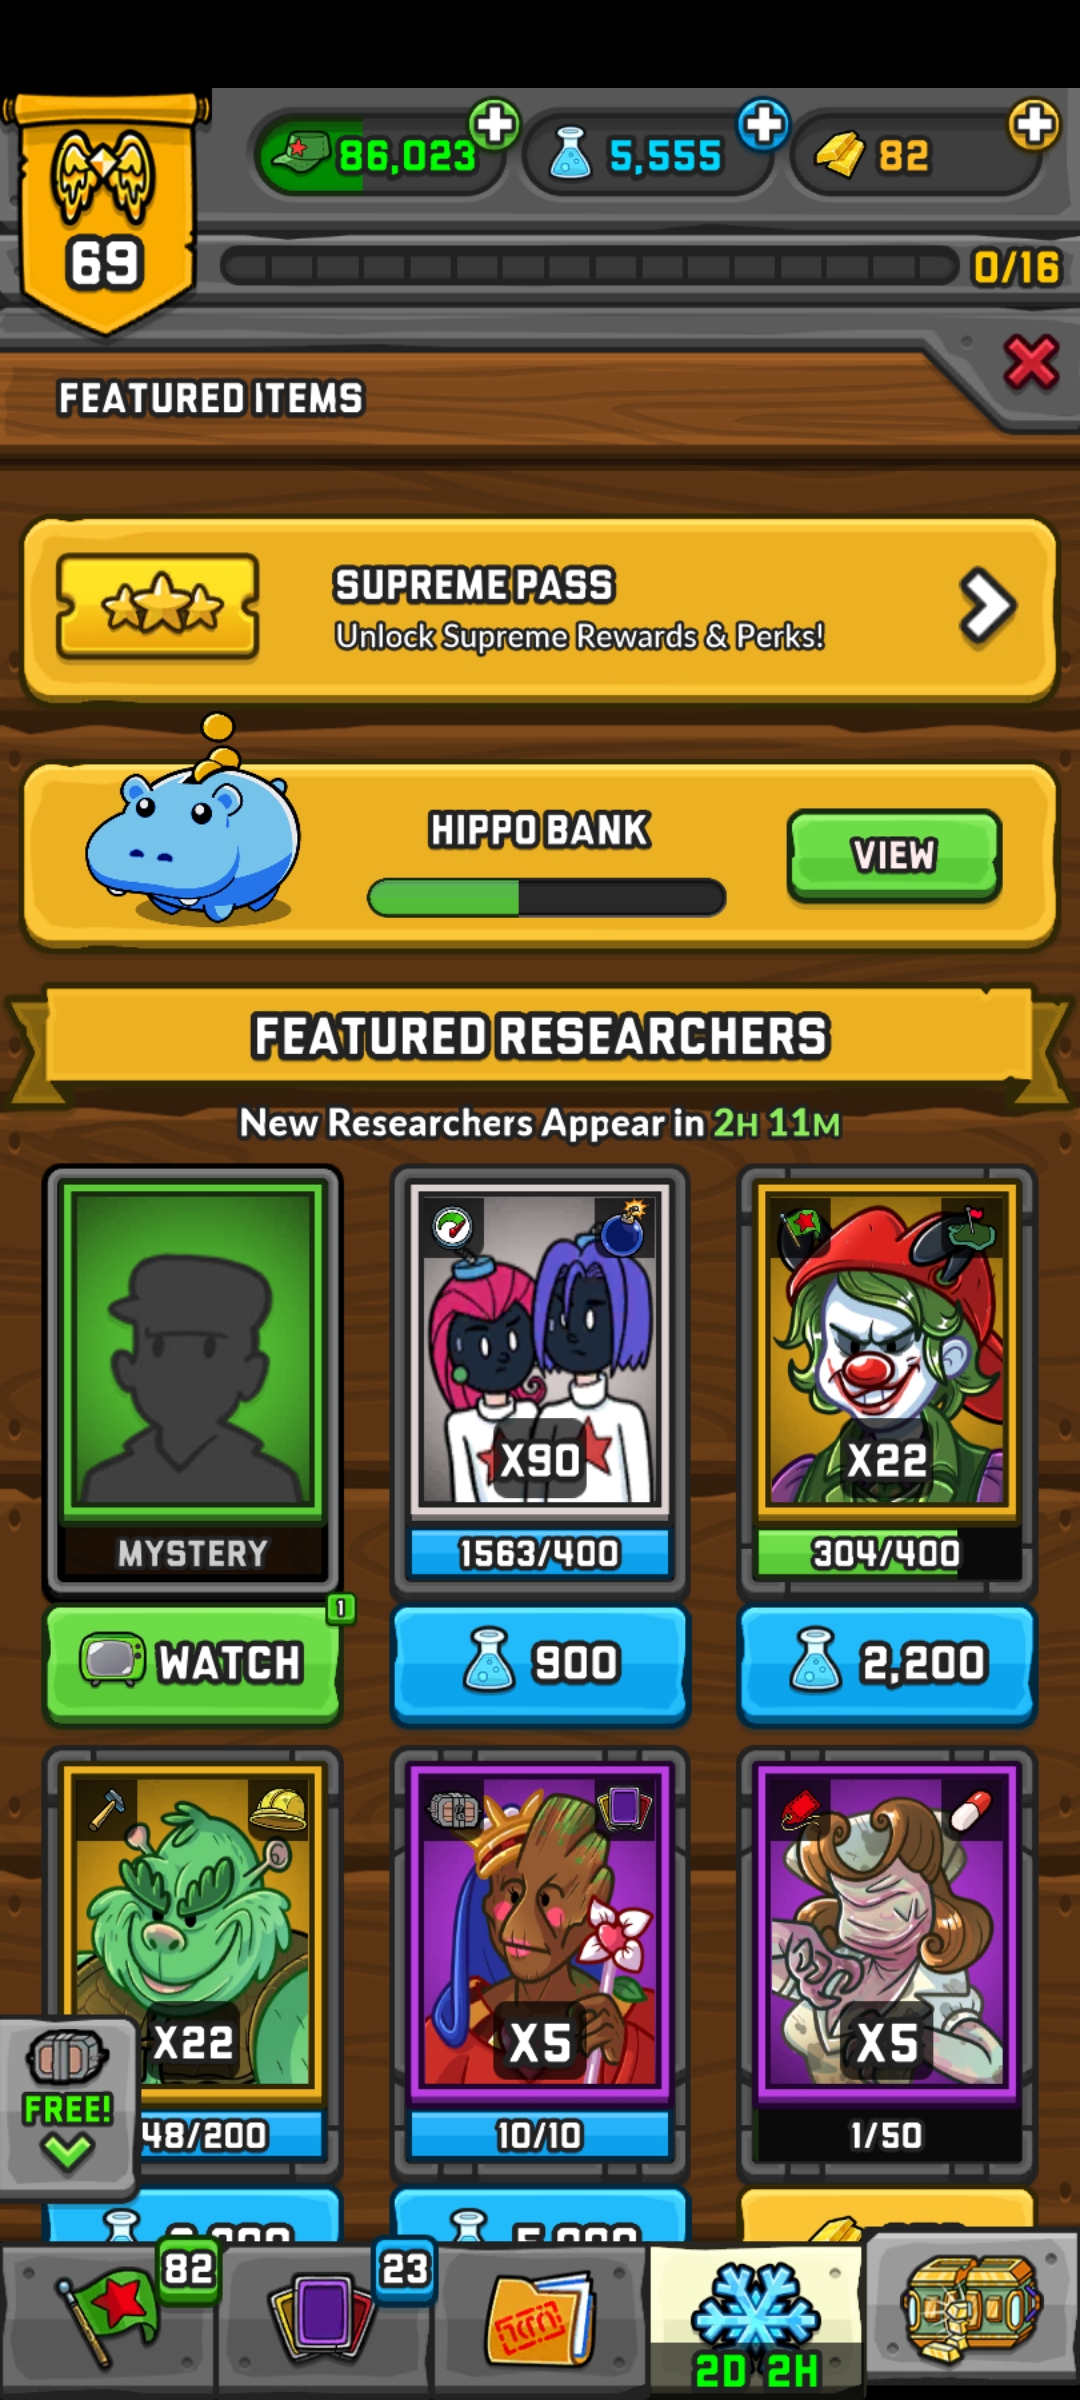 86,023
5,555
82
69
0/16
FEATURED ITEMS
SUPREME PASS
Unlock Supreme Rewards & Perks!
HIPPO BANK
VIEW
FEATURED RESEARCHERS
New Researchers Appear in 2H 11M
X90
X22
MYSTERY
1563/400
304/400
1
WATCH
900
2,200
X22
X5
X5
FREE!
48/200
10/10
1/50
82
23
2D 2H